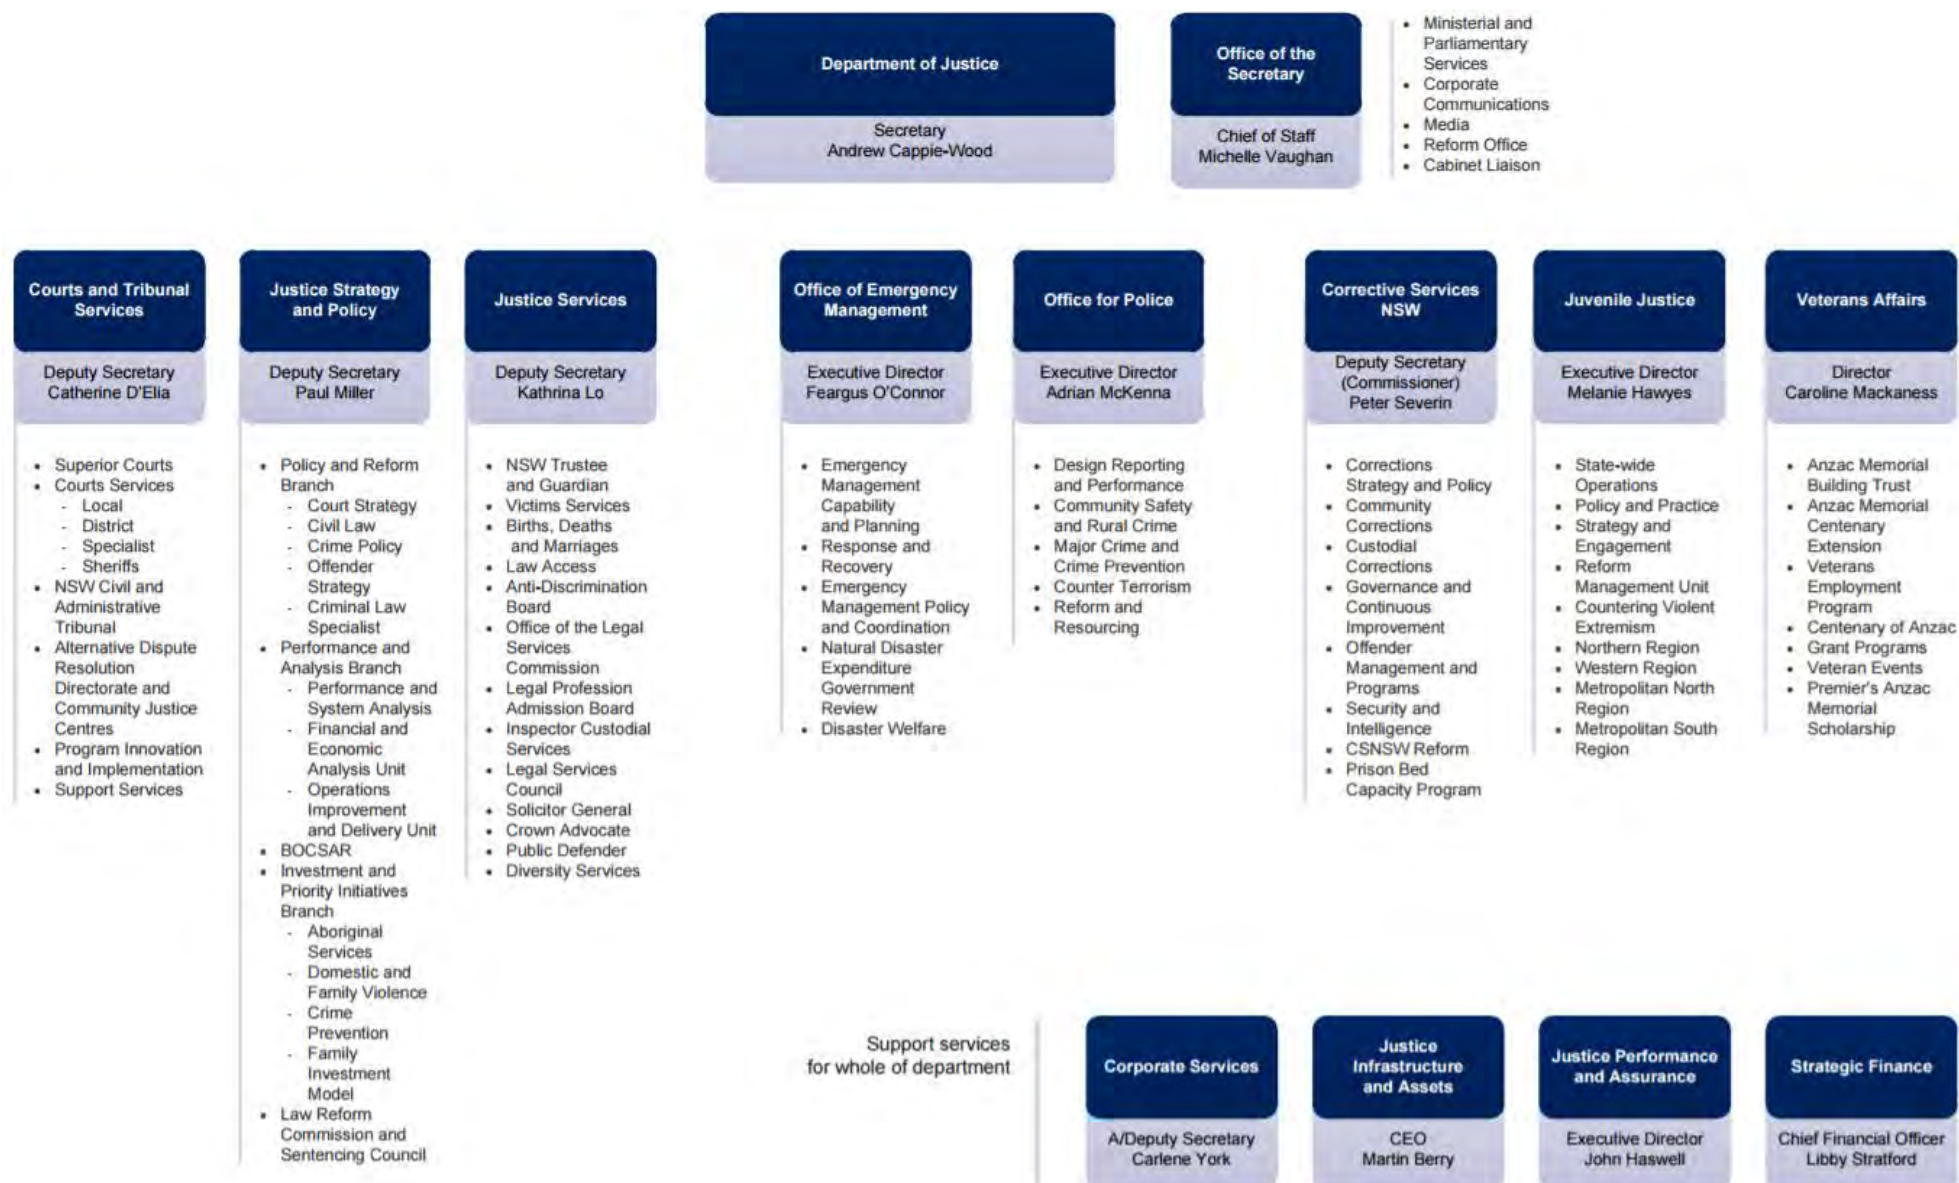 Department of Justice
Secretary
Andrew Cappie-Wood
Office of the
Secretary
Chief of Staff
Michelle Vaughan
• Ministerial and
Parliamentary
Services
• Corporate
Communications
• Media
• Reform Office
• Cabinet Liaison
Courts and Tribunal
Services
Deputy Secretary
Catherine D'Elia
• Superior Courts
• Courts Services
- Local
- District
- Specialist
- Sheriffs
• NSW Civil and
Administrative
Tribunal
• Alternative Dispute
Resolution
Directorate and
Community Justice
Centres
• Program Innovation
and Implementation
• Support Services
Justice Strategy
and Policy
Deputy Secretary
Paul Miller
• Policy and Reform
Branch
- Court Strategy
- Civil Law
- Crime Policy
- Offender
Strategy
- Criminal Law
Specialist
• Performance and
Analysis Branch
- Performance and
System Analysis
- Financial and
Economic
Analysis Unit
- Operations
Improvement
and Delivery Unit
• BOCSAR
• Investment and
Priority Initiatives
Branch
- Aboriginal
Services
- Domestic and
Family Violence
- Crime
Prevention
- Family
Investment
Model
• Law Reform
Commission and
Sentencing Council
Justice Services
Deputy Secretary
Kathrina Lo
• NSW Trustee
and Guardian
• Victims Services
• Births, Deaths
and Marriages
• Law Access
• Anti-Discrimination
Board
• Office of the Legal
Services
Commission
• Legal Profession
Admission Board
• Inspector Custodial
Services
• Legal Services
Council
• Solicitor General
• Crown Advocate
• Public Defender
• Diversity Services
Office of Emergency
Management
Executive Director
Feargus O'Connor
• Emergency
Management
Capability
and Planning
• Response and
Recovery
• Emergency
Management Policy
and Coordination
• Natural Disaster
Expenditure
Government
Review
• Disaster Welfare
Office for Police
Executive Director
Adrian McKenna
• Design Reporting
and Performance
• Community Safety
and Rural Crime
• Major Crime and
Crime Prevention
• Counter Terrorism
• Reform and
Resourcing
Corrective Services
NSW
Deputy Secretary
(Commissioner)
Peter Severin
• Corrections
Strategy and Policy
• Community
Corrections
• Custodial
Corrections
• Governance and
Continuous
Improvement
• Offender
Management and
Programs
• Security and
Intelligence
• CSNSW Reform
• Prison Bed
Capacity Program
Juvenile Justice
Executive Director
Melanie Hawyes
• State-wide
Operations
• Policy and Practice
• Strategy and
Engagement
• Reform
Management Unit
• Countering Violent
Extremism
• Northern Region
• Western Region
• Metropolitan North
Region
• Metropolitan South
Region
Veterans Affairs
Director
Caroline Mackaness
• Anzac Memorial
Building Trust
• Anzac Memorial
Centenary
Extension
• Veterans
Employment
Program
• Centenary of Anzac
• Grant Programs
• Veteran Events
• Premier's Anzac
Memorial
Scholarship
Support services
for whole of department
Corporate Services
A/Deputy Secretary
Carlene York
Justice
Infrastructure
and Assets
CEO
Martin Berry
Justice Performance
and Assurance
Executive Director
John Haswell
Strategic Finance
Chief Financial Officer
Libby Stratford